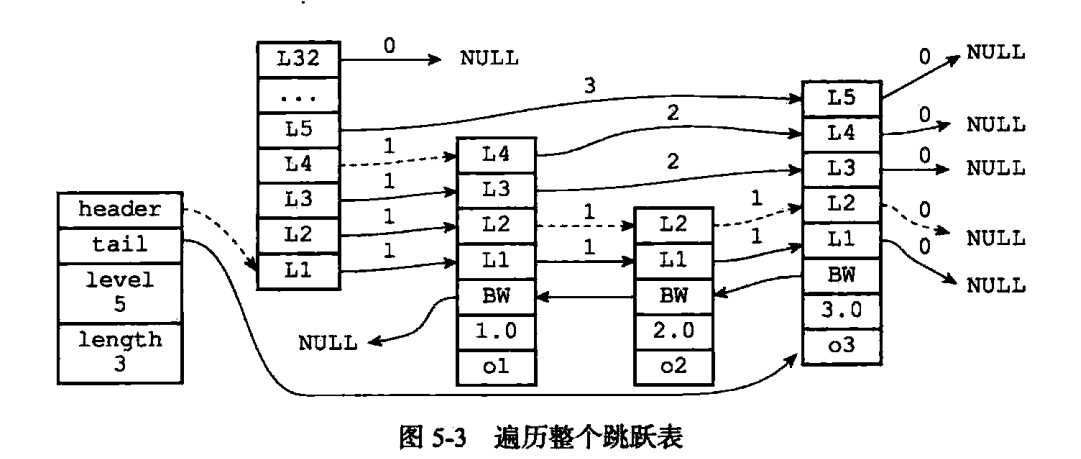 header
tail
level
5
length
3
L32
...
L5
L4
L3
L2
L1
0
NULL
3
1
1
1
1
L4
L3
L2
L1
BW
1.0
o1
NULL
2
2
1
1
L2
L1
BW
2.0
o2
1
1
L5
L4
L3
L2
L1
BW
3.0
o3
0
NULL
0
NULL
0
NULL
0
NULL
0
NULL
图 5-3 遍历整个跳跃表